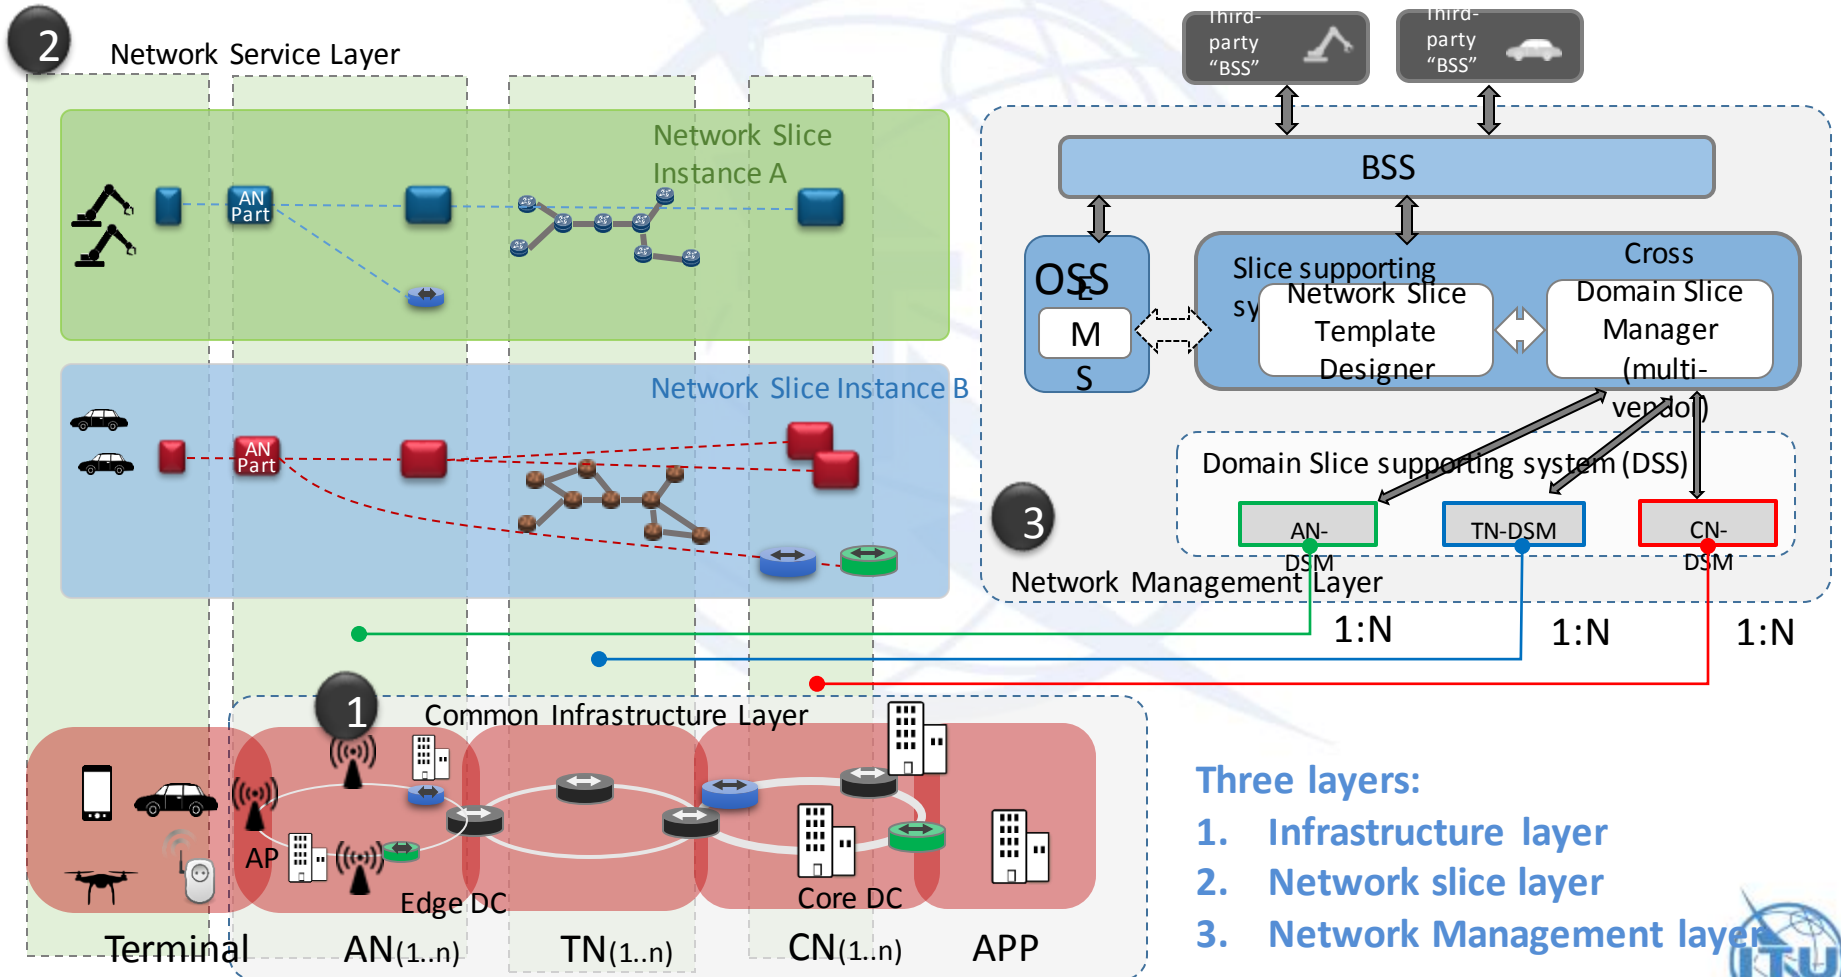 2
Network Service Layer
Network Slice
Instance A
AN
Part
Network Slice Instance B
AN
Part
Third-
party
“BSS”
Third-
party
“BSS”
BSS
OSS
E
M
S
Slice supporting
sy
Network Slice
Template
Designer
Cross
Domain Slice
Manager
(multi-
vendor)
Domain Slice supporting system (DSS)
AN-
DSM
TN-DSM
CN-
DSM
3
Network Management Layer
1:N
1:N
1:N
1
Common Infrastructure Layer
AP
Edge DC
Core DC
Terminal
AN(1..n)
TN(1..n)
CN(1..n)
APP
Three layers:
1. Infrastructure layer
2. Network slice layer
3. Network Management layer
ITU